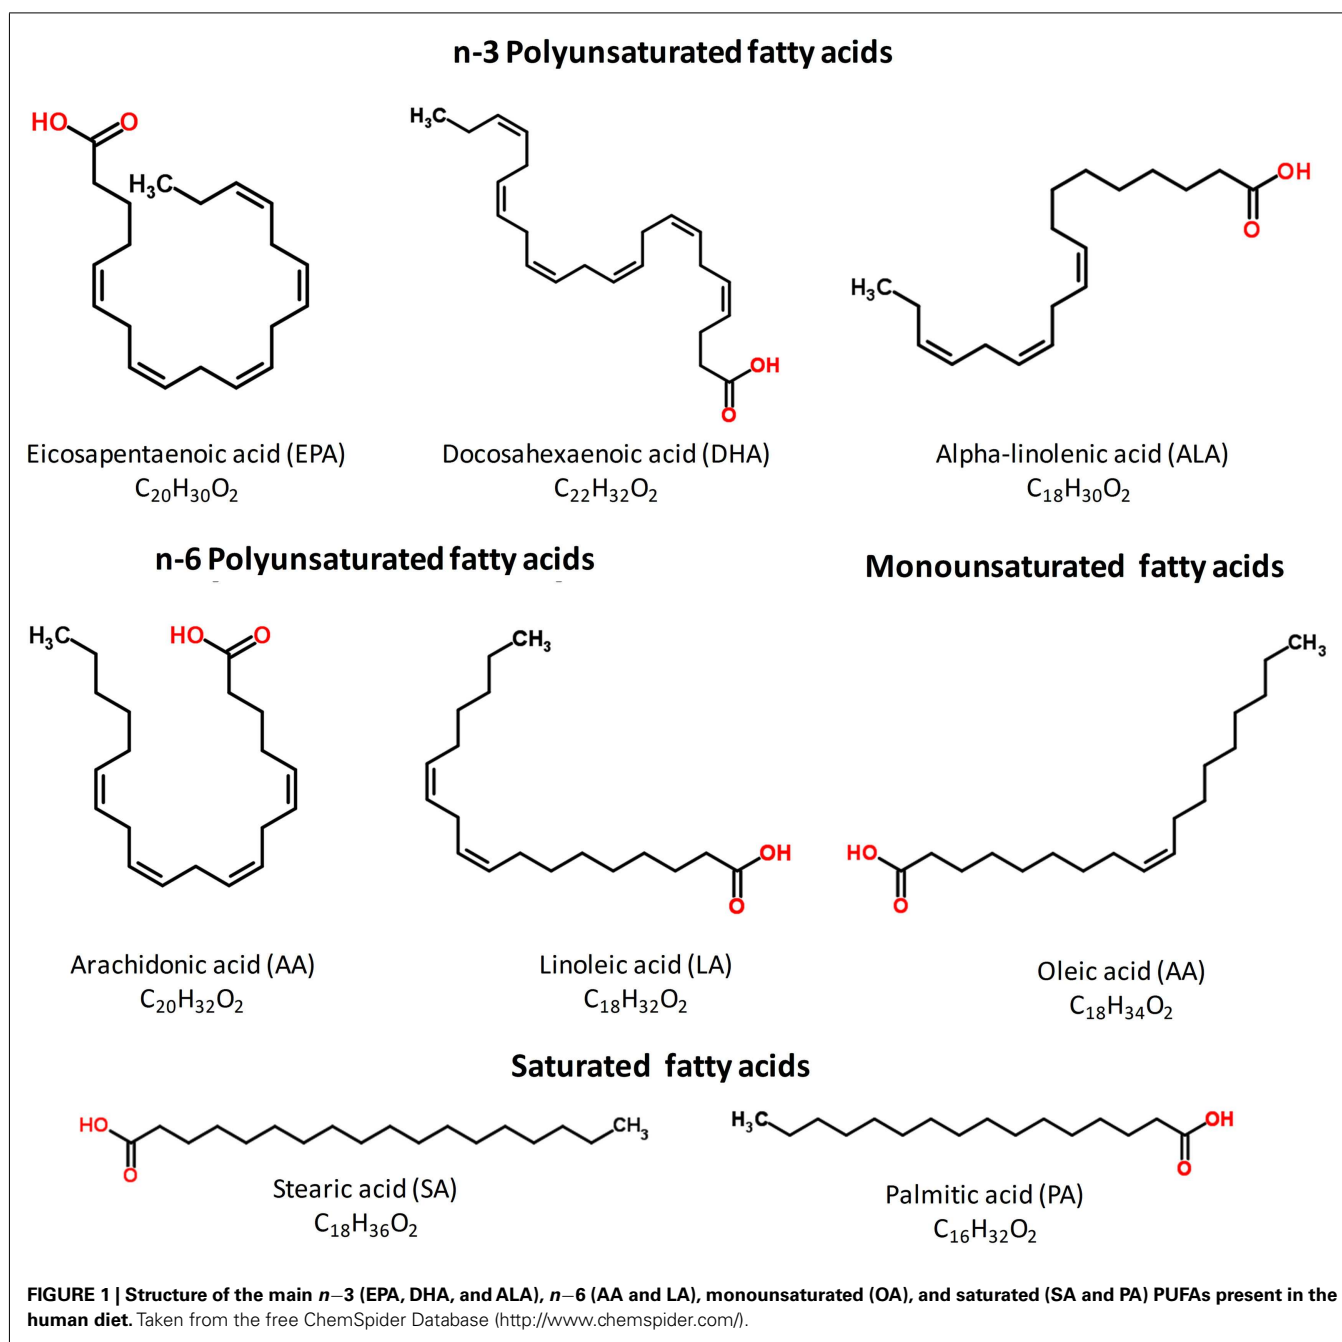 n-3 Polyunsaturated fatty acids
HO
O
H₃C
H₃C
OH
O
OH
O
H₃C
Eicosapentaenoic acid (EPA)
C₂₀H₃₀O₂
Docosahexaenoic acid (DHA)
C₂₂H₃₂O₂
Alpha-linolenic acid (ALA)
C₁₈H₃₀O₂
n-6 Polyunsaturated fatty acids
Monounsaturated fatty acids
H₃C
HO
O
CH₃
OH
O
CH₃
HO
O
Arachidonic acid (AA)
C₂₀H₃₂O₂
Linoleic acid (LA)
C₁₈H₃₂O₂
Oleic acid (AA)
C₁₈H₃₄O₂
Saturated fatty acids
HO
O
CH₃
H₃C
OH
O
Stearic acid (SA)
C₁₈H₃₆O₂
Palmitic acid (PA)
C₁₆H₃₂O₂
FIGURE 1 | Structure of the main n−3 (EPA, DHA, and ALA), n−6 (AA and LA), monounsaturated (OA), and saturated (SA and PA) PUFAs present in the
human diet. Taken from the free ChemSpider Database (http://www.chemspider.com/).